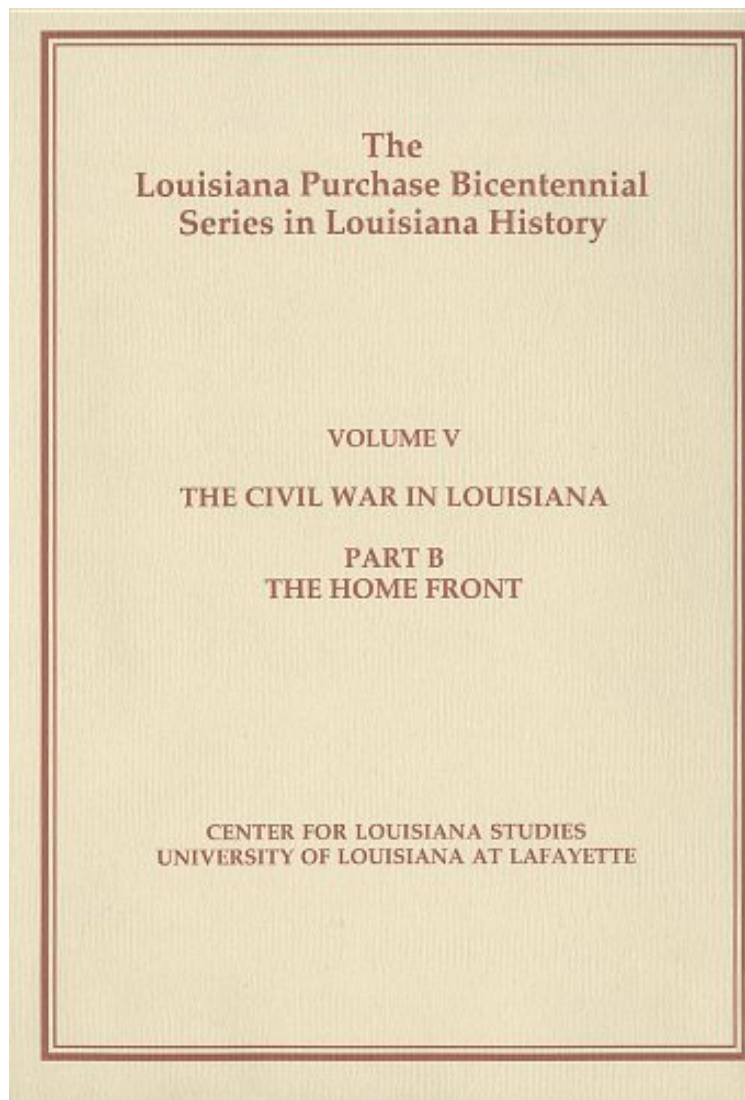 The
Louisiana Purchase Bicentennial
Series in Louisiana History
VOLUME V
THE CIVIL WAR IN LOUISIANA
PART B
THE HOME FRONT
CENTER FOR LOUISIANA STUDIES
UNIVERSITY OF LOUISIANA AT LAFAYETTE